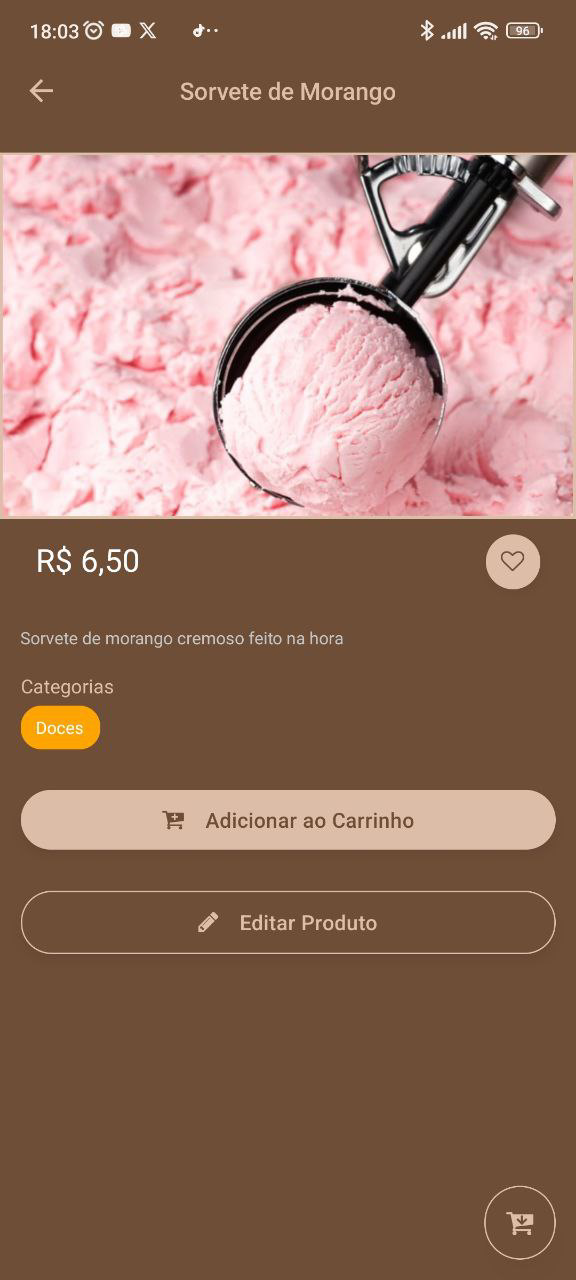 18:03
96
Sorvete de Morango
R$ 6,50
Sorvete de morango cremoso feito na hora
Categorias
Doces
Adicionar ao Carrinho
Editar Produto